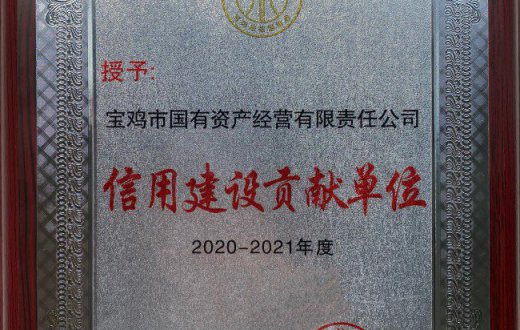 授予:
宝鸡市国有资产经营有限责任公司
信用建设贡献单位
2020-2021年度